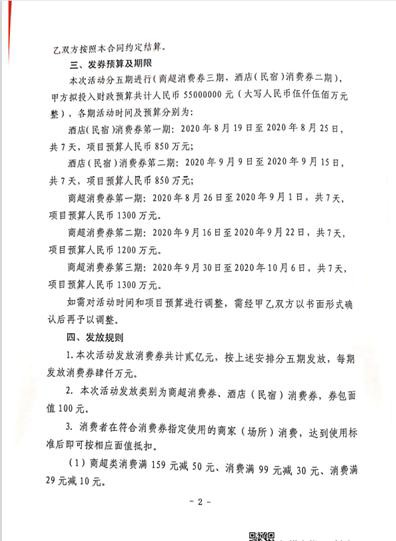 乙双方按照本合同约定结算。
三、发券预算及期限
本次活动分五期进行(商超消费券三期，酒店(民宿)消费券二期)，
甲方拟投入财政预算共计人民币 55000000 元（大写人民币伍仟伍佰万元
整），各期活动时间及预算分别为：
酒店(民宿)消费券第一期：2020 年 8 月 19 日至 2020 年 8 月 25 日，
共 7 天，项目预算人民币 850 万元；
酒店(民宿)消费券第二期：2020 年 9 月 9 日至 2020 年 9 月 15 日，
共 7 天，项目预算人民币 850 万元；
商超消费券第一期：2020 年 8 月 26 日至 2020 年 9 月 1 日，共 7 天，
项目预算人民币 1300 万元。
商超消费券第二期：2020 年 9 月 16 日至 2020 年 9 月 22 日，共 7 天，
项目预算人民币 1200 万元。
商超消费券第三期：2020 年 9 月 30 日至 2020 年 10 月 6 日，共 7 天，
项目预算人民币 1300 万元。
如需对活动时间和项目预算进行调整，需经甲乙双方以书面形式确
认后再予以调整。
四、发放规则
1.本次活动发放消费券共计贰亿元，按上述安排分五期发放，每期
发放消费券肆仟万元。
2. 本次活动发放类别为商超消费券、酒店（民宿）消费券，券包面
值 100 元。
3. 消费者在符合消费券指定使用的商家（场所）消费，达到使用标
准后即可按相应面值抵扣。
（1）商超类消费满 159 元减 50 元、消费满 99 元减 30 元、消费满
29 元减 10 元。
- 2 -